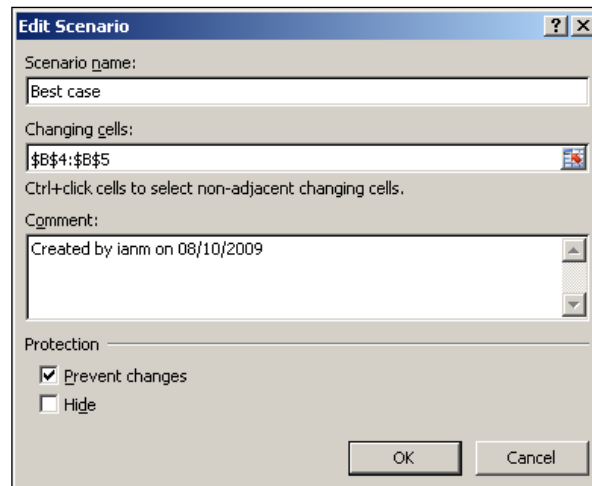 Edit Scenario
Scenario name:
Best case
Changing cells:
$B$4:$B$5
Ctrl+click cells to select non-adjacent changing cells.
Comment:
Created by ianm on 08/10/2009
Protection
Prevent changes
Hide
OK Cancel